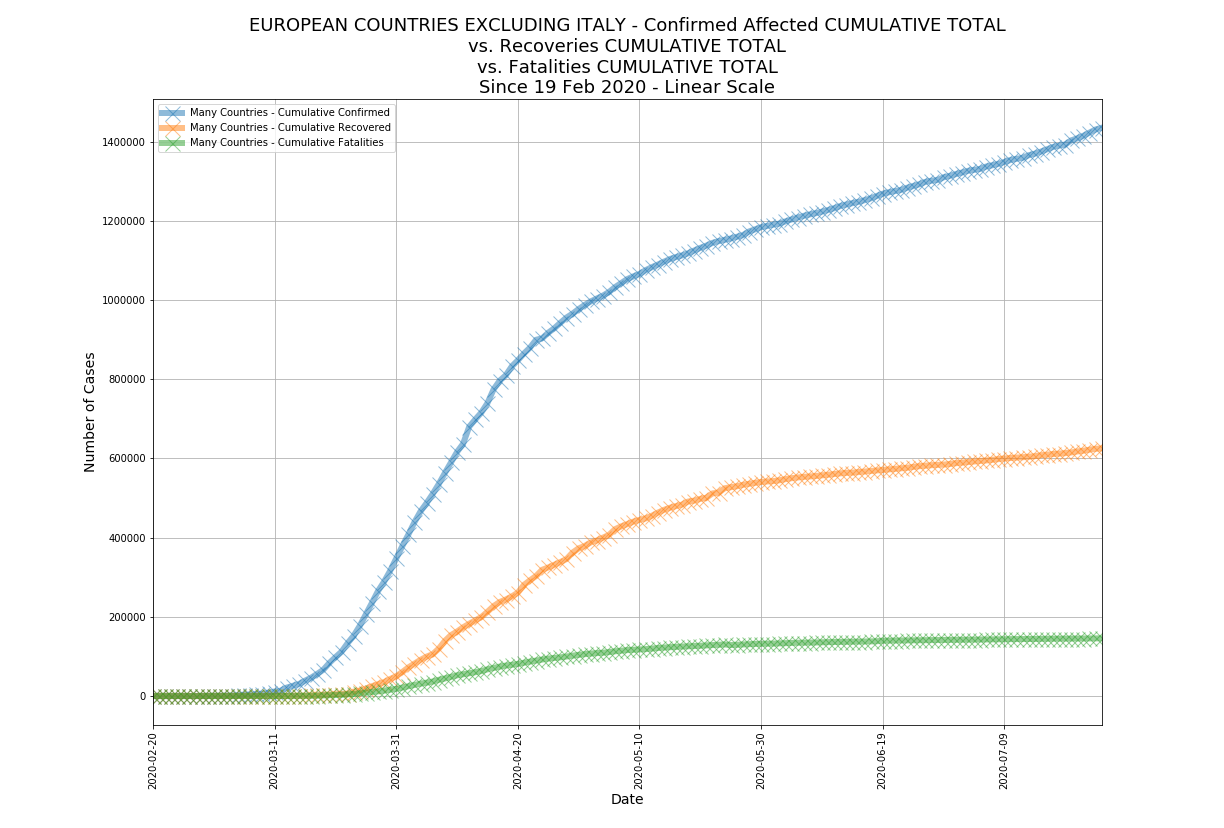 EUROPEAN COUNTRIES EXCLUDING ITALY - Confirmed Affected CUMULATIVE TOTAL
vs. Recoveries CUMULATIVE TOTAL
vs. Fatalities CUMULATIVE TOTAL
Since 19 Feb 2020 - Linear Scale
Many Countries - Cumulative Confirmed
Many Countries - Cumulative Recovered
Many Countries - Cumulative Fatalities
Number of Cases
1400000
1200000
1000000
800000
600000
400000
200000
0
2020-02-20
2020-03-11
2020-03-31
2020-04-20
2020-05-10
2020-05-30
2020-06-19
2020-07-09
Date